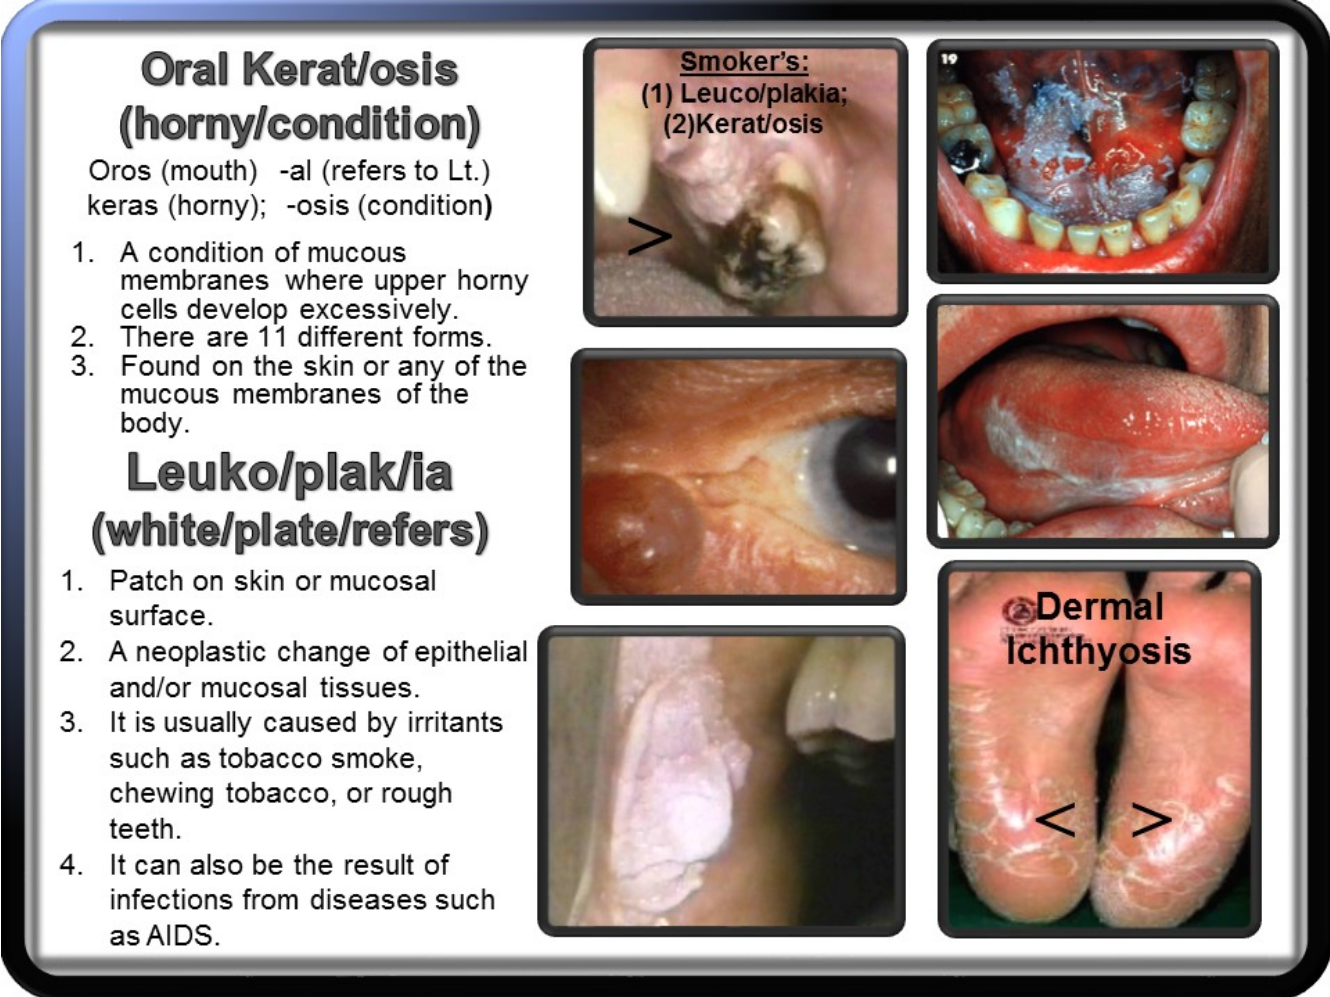 Oral Kerat/osis
(horny/condition)
Oros (mouth) -al (refers to Lt.)
keras (horny); -osis (condition)
1. A condition of mucous
membranes where upper horny
cells develop excessively.
2. There are 11 different forms.
3. Found on the skin or any of the
mucous membranes of the
body.
Leuko/plak/ia
(white/plate/refers)
1. Patch on skin or mucosal
surface.
2. A neoplastic change of epithelial
and/or mucosal tissues.
3. It is usually caused by irritants
such as tobacco smoke,
chewing tobacco, or rough
teeth.
4. It can also be the result of
infections from diseases such
as AIDS.
Smoker's:
(1) Leuco/plakia;
(2)Kerat/osis
>
19
Dermal
Ichthyosis
< >